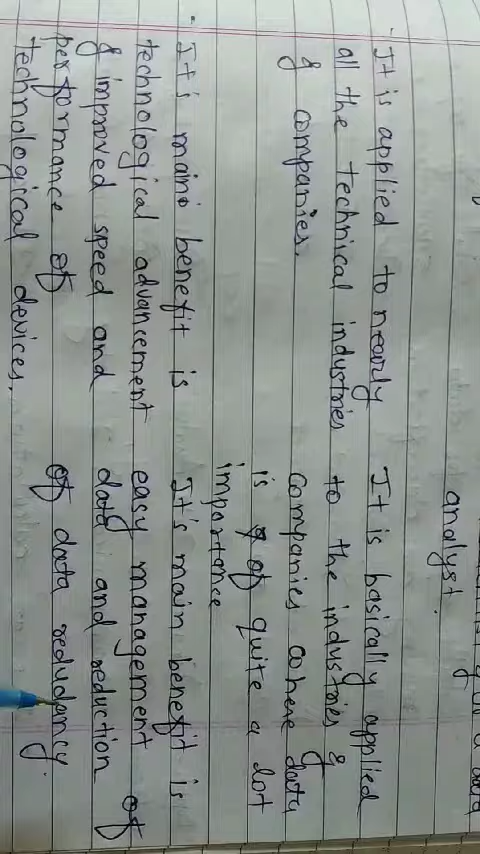 - It is applied to nearly
all the technical industries
& companies.
- It's main benefit is
technological advancement
& improved speed and
performance of
technological devices.
analyst.
It is basically applied
to the industries &
companies where data
is of quite a lot
importance
It's main benefit is
easy management of
data and reduction
of data redudancy.